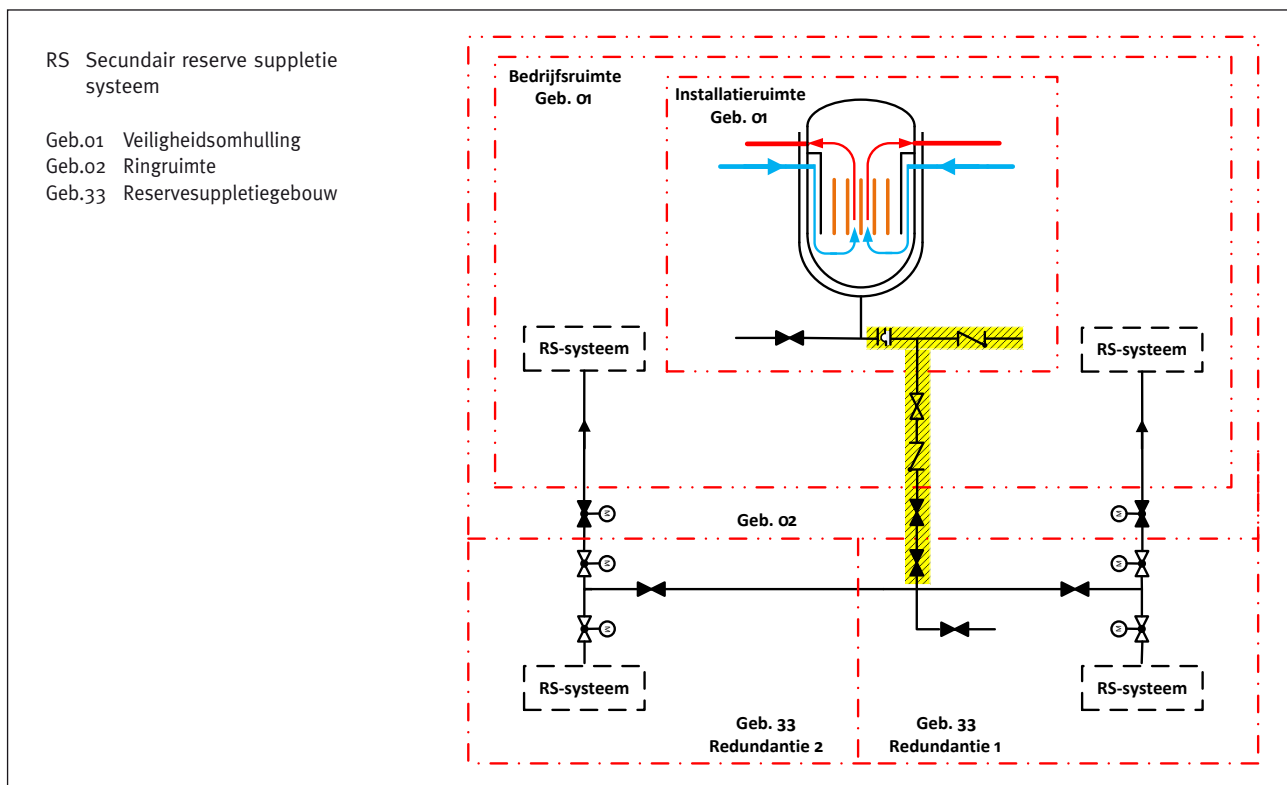 RS Secundair reserve suppletie
systeem
Geb.01 Veiligheidsomhulling
Geb.02 Ringruimte
Geb.33 Reservesuppletiegebouw
Bedrijfsruimte
Geb. 01
Installatieruimte
Geb. 01
RS-systeem
RS-systeem
M
Geb. 02
M
M
M
M
M
RS-systeem
RS-systeem
Geb. 33
Redundantie 2
Geb. 33
Redundantie 1